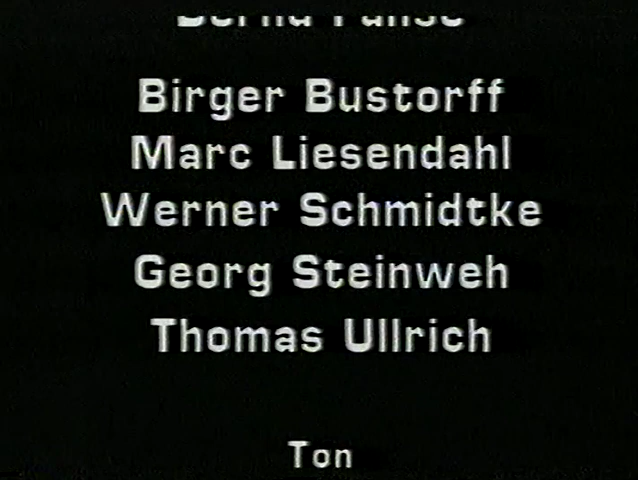 Birger Bustorff
Marc Liesendahl
Werner Schmidtke
Georg Steinweh
Thomas Ullrich
Ton